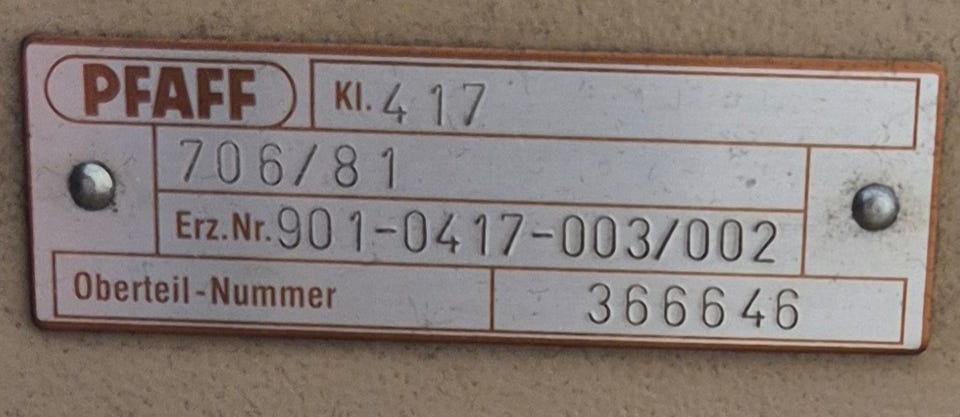 PFAFF Kl. 417
706/81
Erz.Nr. 901-0417-003/002
Oberteil-Nummer 366646